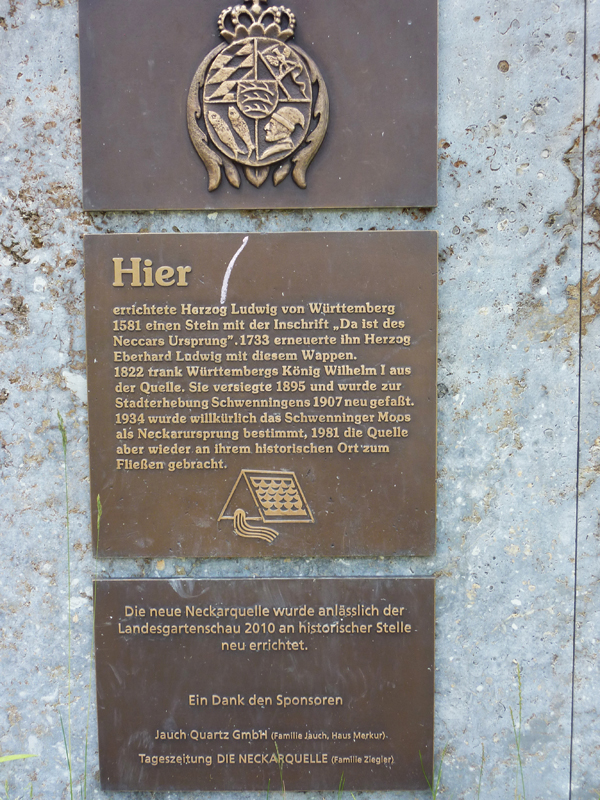 Hier
errichtete Herzog Ludwig von Württemberg
1581 einen Stein mit der Inschrift „Da ist des
Neccars Ursprung”. 1733 erneuerte ihn Herzog
Eberhard Ludwig mit diesem Wappen.
1822 trank Württembergs König Wilhelm I aus
der Quelle. Sie versiegte 1895 und wurde zur
Stadterhebung Schwenningens 1907 neu gefaßt.
1934 wurde willkürlich das Schwenninger Moos
als Neckarursprung bestimmt, 1981 die Quelle
aber wieder an ihrem historischen Ort zum
Fließen gebracht.
Die neue Neckarquelle wurde anlässlich der
Landesgartenschau 2010 an historischer Stelle
neu errichtet.
Ein Dank den Sponsoren
Jauch Quartz GmbH (Familie Jauch, Haus Merkur)
Tageszeitung DIE NECKARQUELLE (Familie Ziegler)